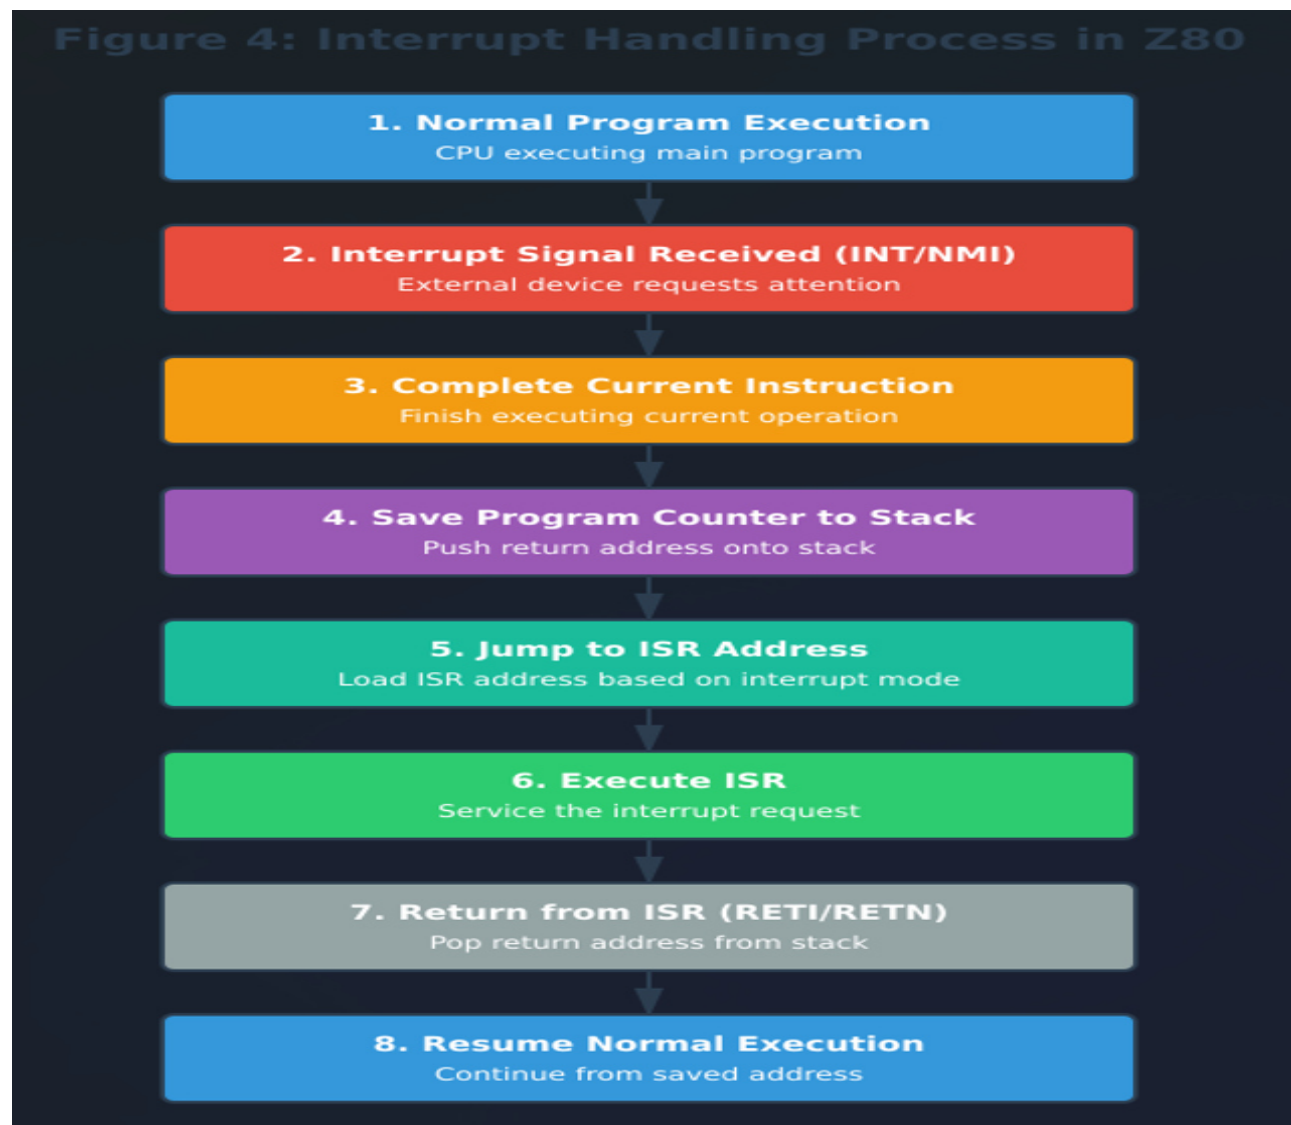 Figure 4: Interrupt Handling Process in Z80
1. Normal Program Execution
CPU executing main program
2. Interrupt Signal Received (INT/NMI)
External device requests attention
3. Complete Current Instruction
Finish executing current operation
4. Save Program Counter to Stack
Push return address onto stack
5. Jump to ISR Address
Load ISR address based on interrupt mode
6. Execute ISR
Service the interrupt request
7. Return from ISR (RETI/RETN)
Pop return address from stack
8. Resume Normal Execution
Continue from saved address